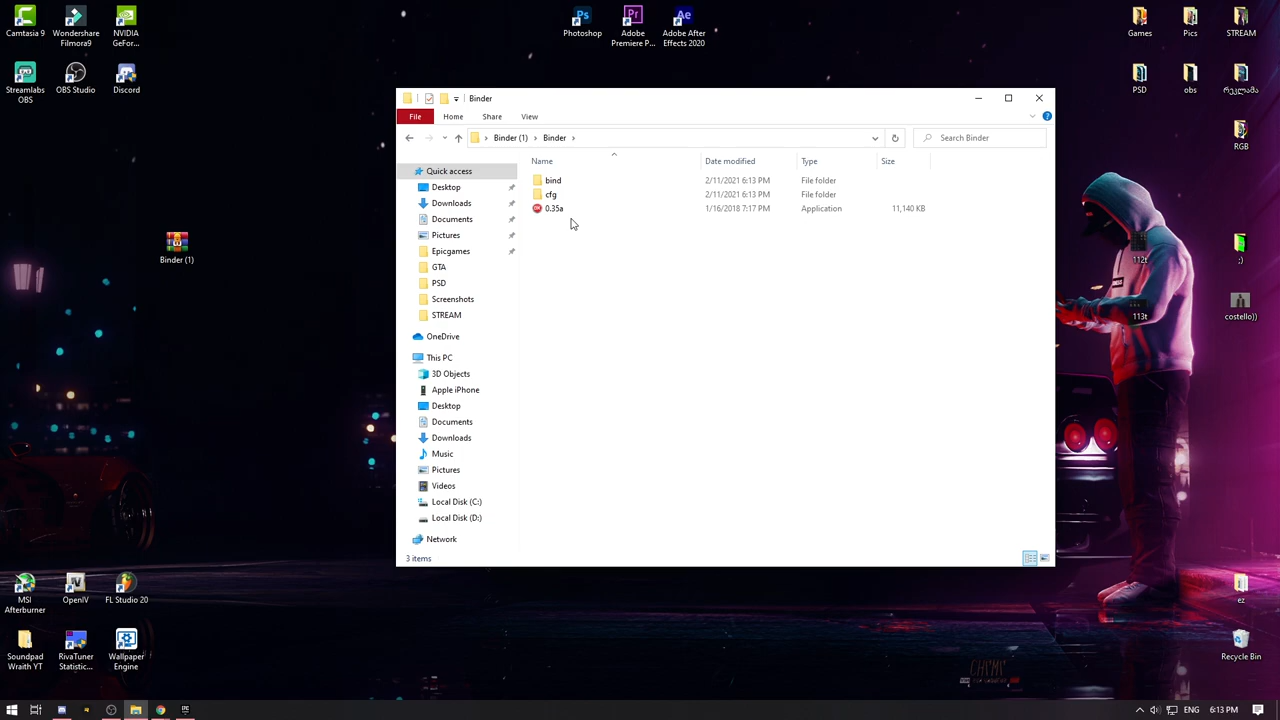 Camtasia 9
Wondershare
Filmora9
NVIDIA
GeFor...
Streamlabs
OBS
OBS Studio
Discord
Photoshop
Adobe
Premiere P...
Adobe After
Effects 2020
Games
Pics
STREAM
PSD
obs
რეკლამა
RGB
112t
;)
113t
costello))
ez
Recycle Bin
Binder (1)
Binder
File
Home
Share
View
Binder (1)
Binder
Search Binder
Name
Date modified
Type
Size
bind
2/11/2021 6:13 PM
File folder
cfg
2/11/2021 6:13 PM
File folder
0.35a
1/16/2018 7:17 PM
Application
11,140 KB
Quick access
Desktop
Downloads
Documents
Pictures
Epicgames
GTA
PSD
Screenshots
STREAM
OneDrive
This PC
3D Objects
Apple iPhone
Desktop
Documents
Downloads
Music
Pictures
Videos
Local Disk (C:)
Local Disk (D:)
Network
3 items
MSI
Afterburner
OpenIV
FL Studio 20
Soundpad
Wraith YT
RivaTuner
Statistic...
Wallpaper
Engine
ENG
6:13 PM